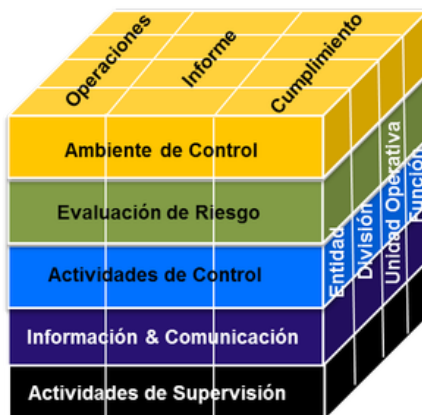 Operaciones
Informe
Cumplimiento
Ambiente de Control
Evaluación de Riesgo
Actividades de Control
Información & Comunicación
Actividades de Supervisión
Entidad
División
Unidad Operativa
Función